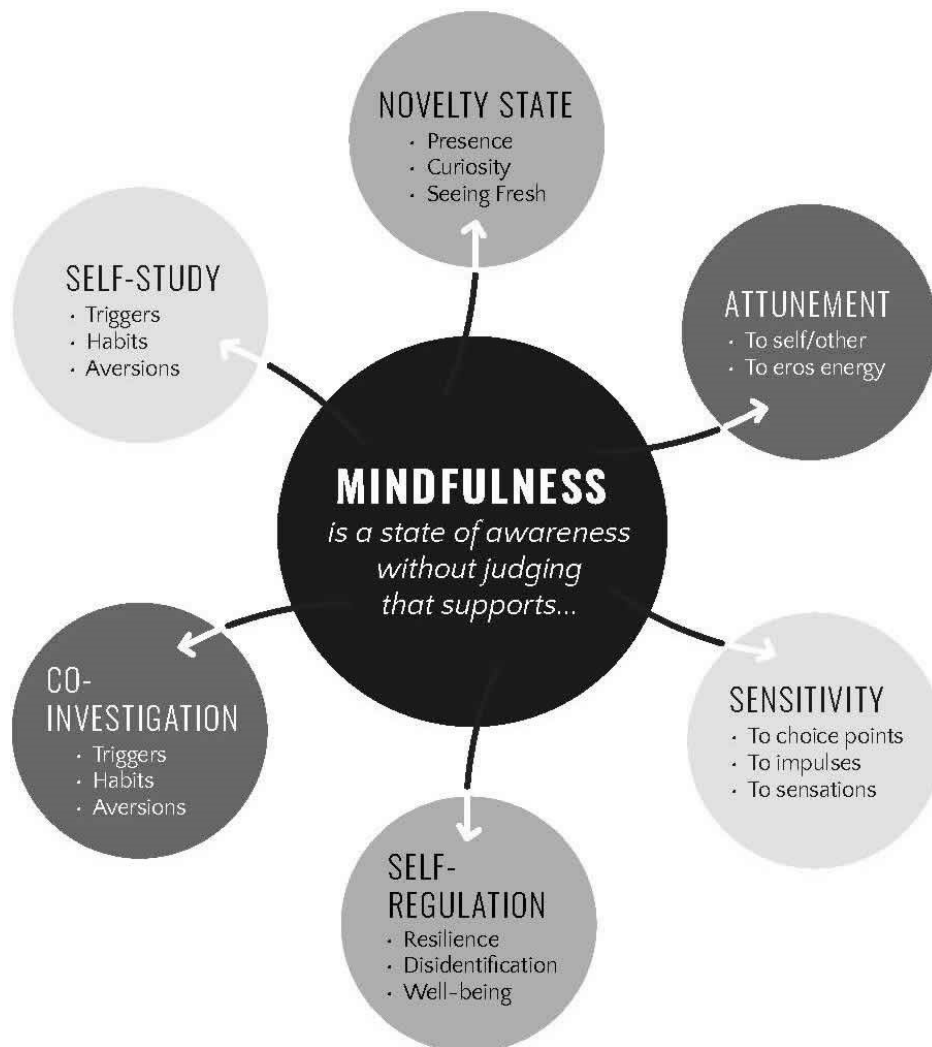 NOVELTY STATE
· Presence
· Curiosity
· Seeing Fresh
SELF-STUDY
· Triggers
· Habits
· Aversions
ATTUNEMENT
· To self/other
· To eros energy
MINDFULNESS
is a state of awareness
without judging
that supports...
CO-
INVESTIGATION
· Triggers
· Habits
· Aversions
SENSITIVITY
· To choice points
· To impulses
· To sensations
SELF-
REGULATION
· Resilience
· Disidentification
· Well-being